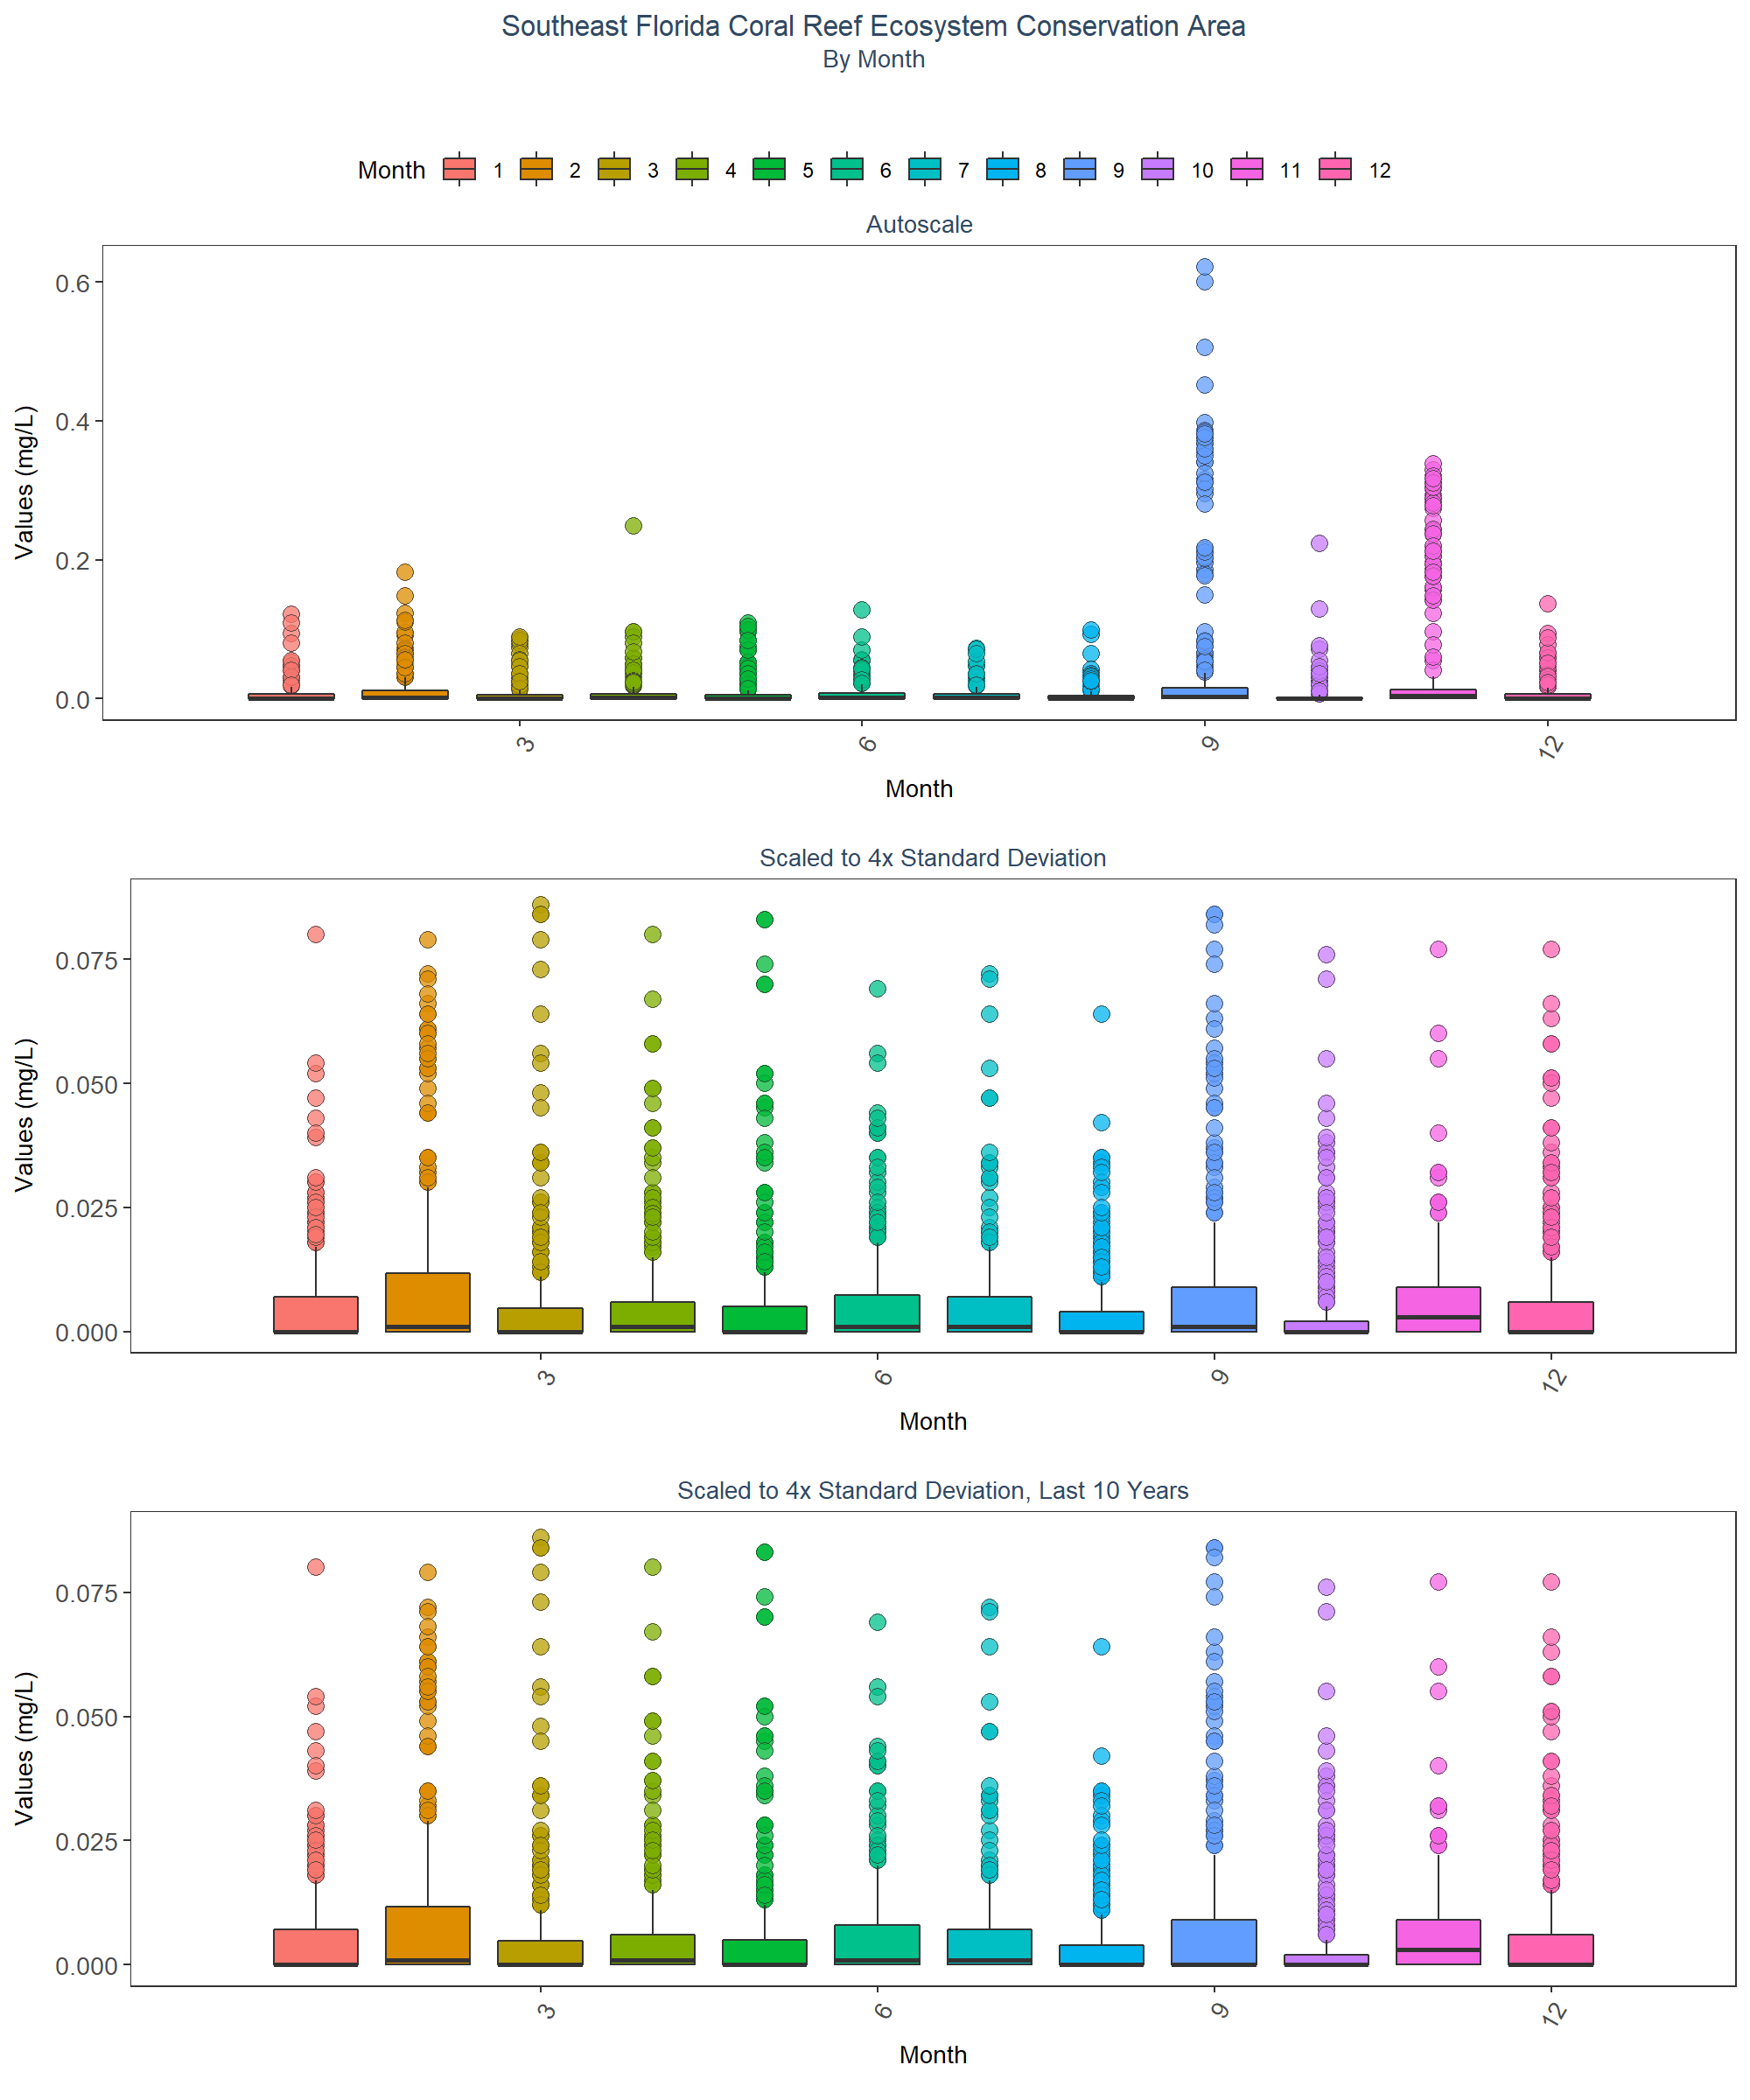 Southeast Florida Coral Reef Ecosystem Conservation Area
By Month
Month 1 2 3 4 5 6 7 8 9 10 11 12
Autoscale
Values (mg/L)
0.6
0.4
0.2
0.0
3 6 9 12
Month
Scaled to 4x Standard Deviation
Values (mg/L)
0.075
0.050
0.025
0.000
3 6 9 12
Month
Scaled to 4x Standard Deviation, Last 10 Years
Values (mg/L)
0.075
0.050
0.025
0.000
3 6 9 12
Month